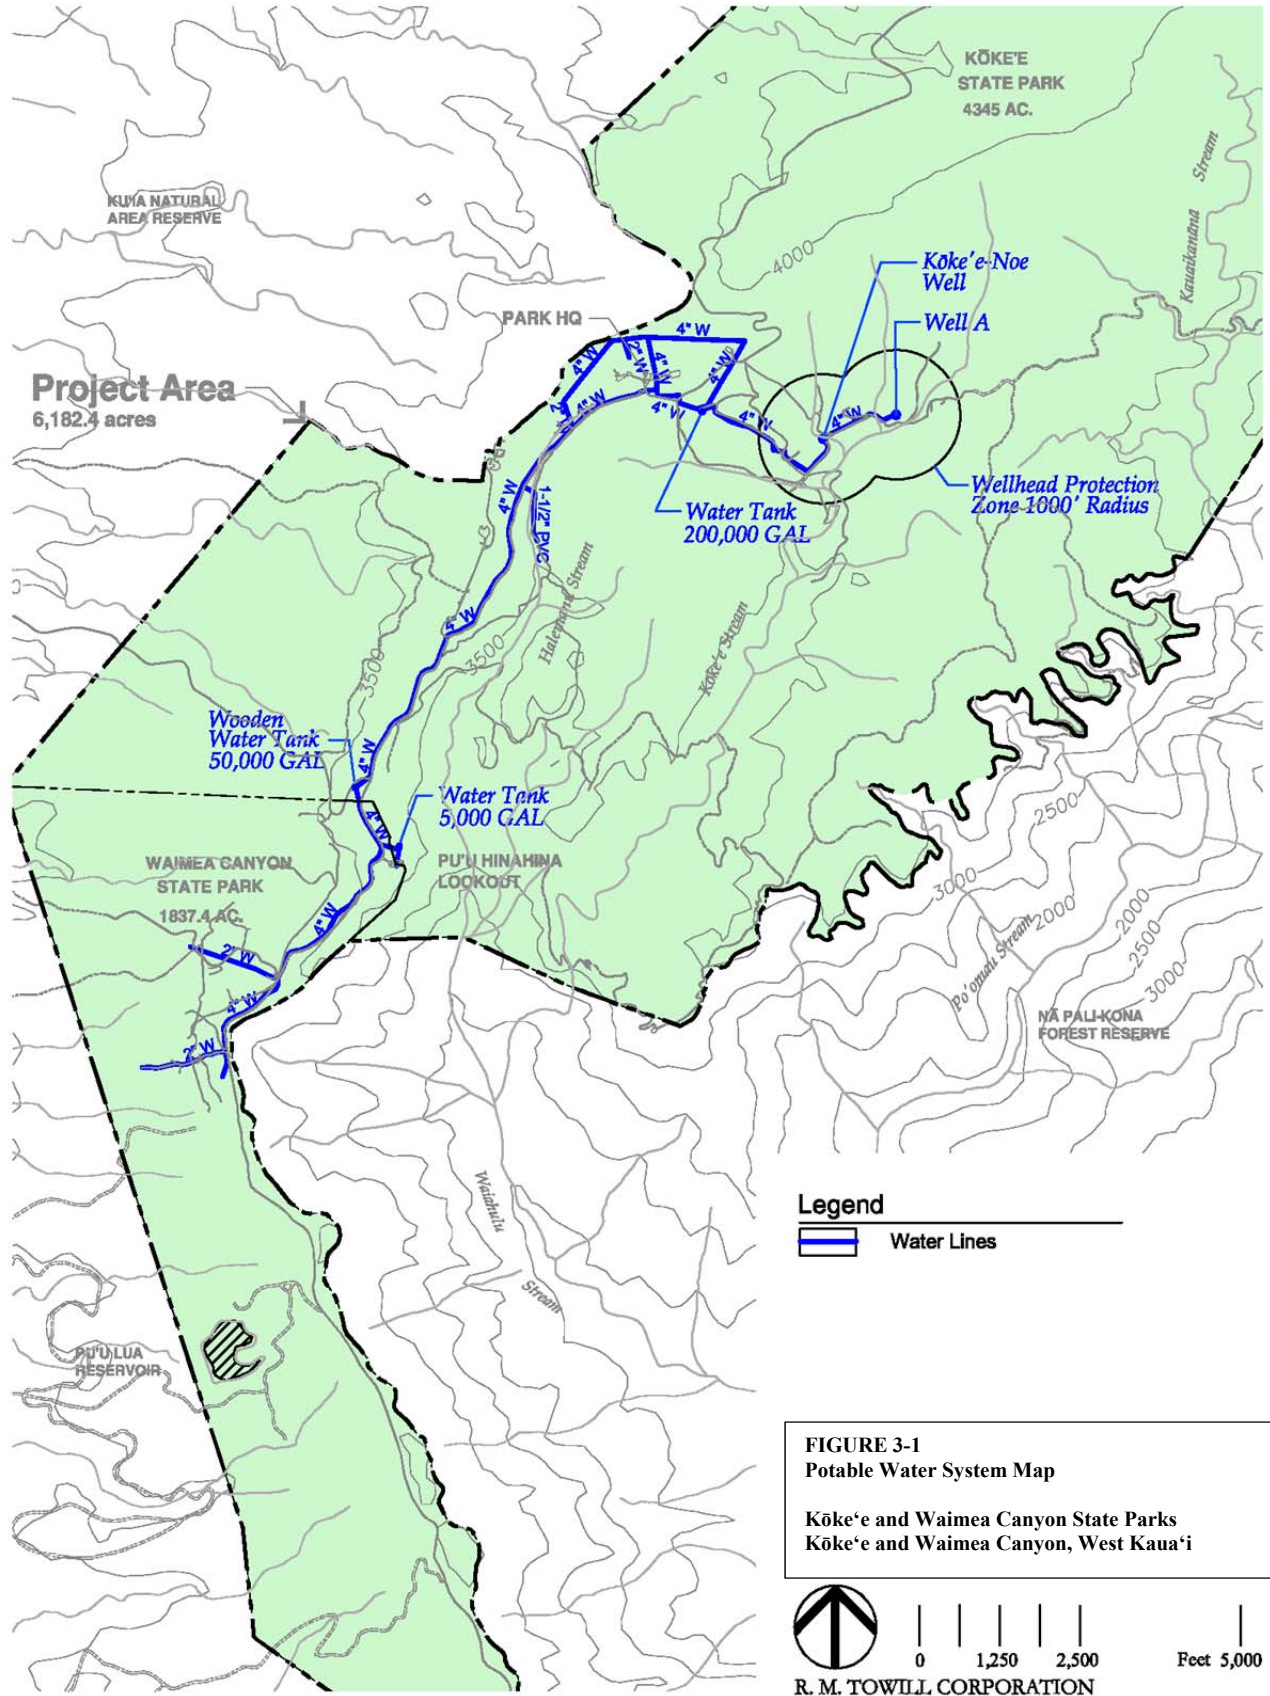 KŌKE'E
STATE PARK
4345 AC.
Kauaikanana Stream
KU'IA NATURAL
AREA RESERVE
4000
Kōke'e-Noe
Well
Well A
PARK HQ
4" W
4" W
2" W
4" W
4" W
4" W
4" W
4" W
4" W
Project Area
6,182.4 acres
Wellhead Protection
Zone-1000' Radius
Water Tank
200,000 GAL
4" W
1-1/2" PVC
Halemanu Stream
Kōke'e Stream
4" W
3500
3500
Wooden
Water Tank
50,000 GAL
4" W
Water Tank
5,000 GAL
4" W
2500
WAIMEA CANYON
STATE PARK
1837.4 AC.
PU'U HINAHINA
LOOKOUT
3000
2000
2000
2500
3000
4" W
2" W
4" W
2" W
Po'omau Stream
NĀ PALI-KONA
FOREST RESERVE
Waiahulu
Stream
Legend
Water Lines
PU'U LUA
RESERVOIR
FIGURE 3-1
Potable Water System Map
Kōke‘e and Waimea Canyon State Parks
Kōke‘e and Waimea Canyon, West Kaua‘i
0 1,250 2,500 Feet 5,000
R. M. TOWILL CORPORATION